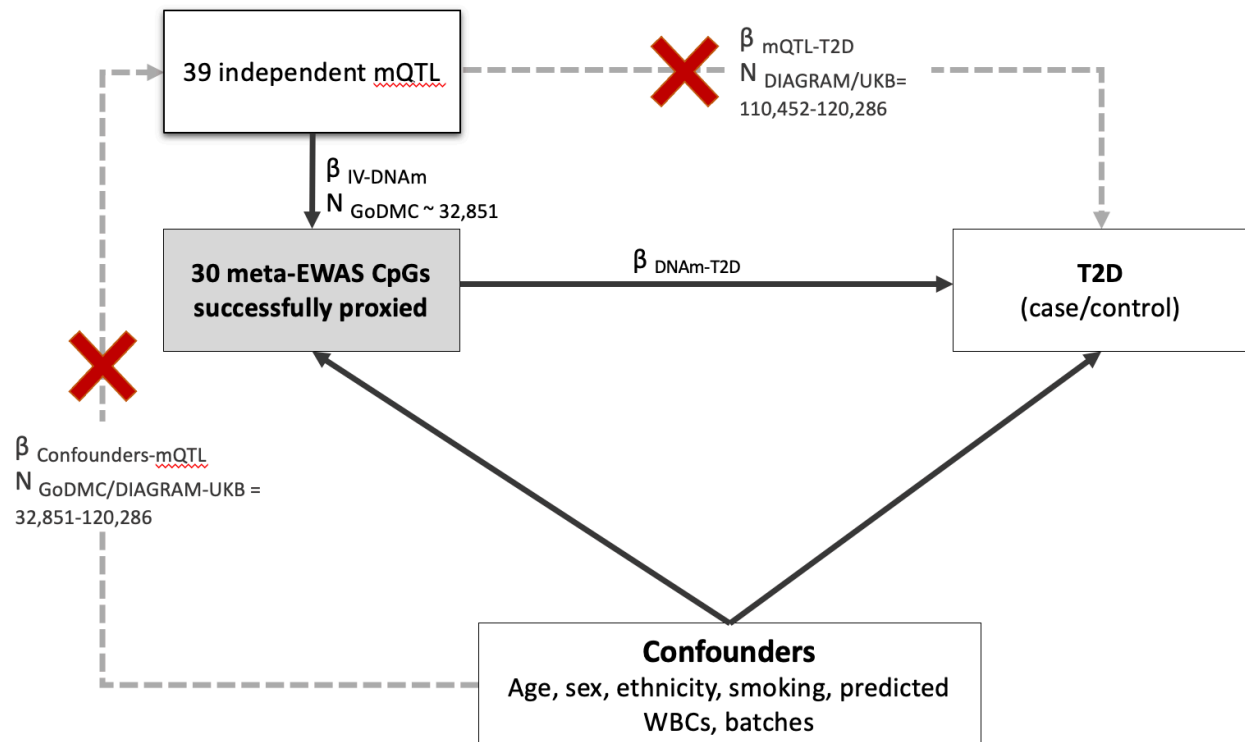 39 independent mQTL
β mQTL-T2D
N DIAGRAM/UKB=
110,452-120,286
β IV-DNAm
N GoDMC ~ 32,851
30 meta-EWAS CpGs
successfully proxied
β DNAm-T2D
T2D
(case/control)
β Confounders-mQTL
N GoDMC/DIAGRAM-UKB =
32,851-120,286
Confounders
Age, sex, ethnicity, smoking, predicted
WBCs, batches